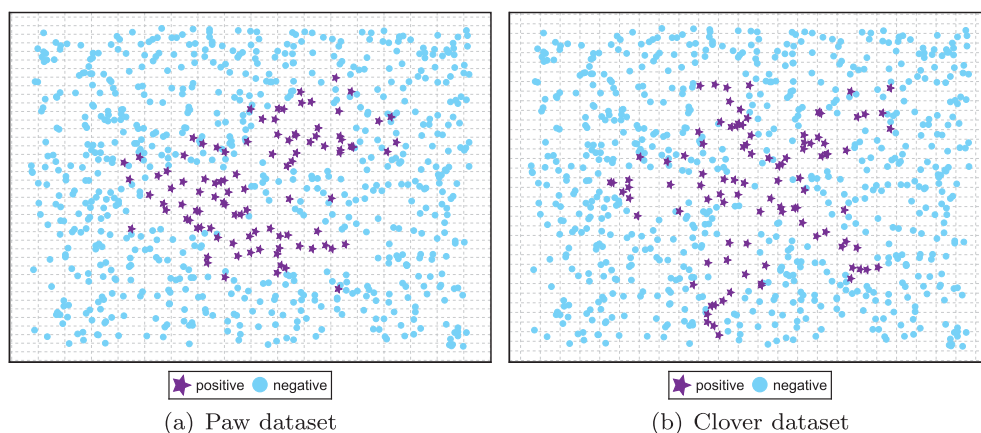 positive negative
(a) Paw dataset
positive negative
(b) Clover dataset